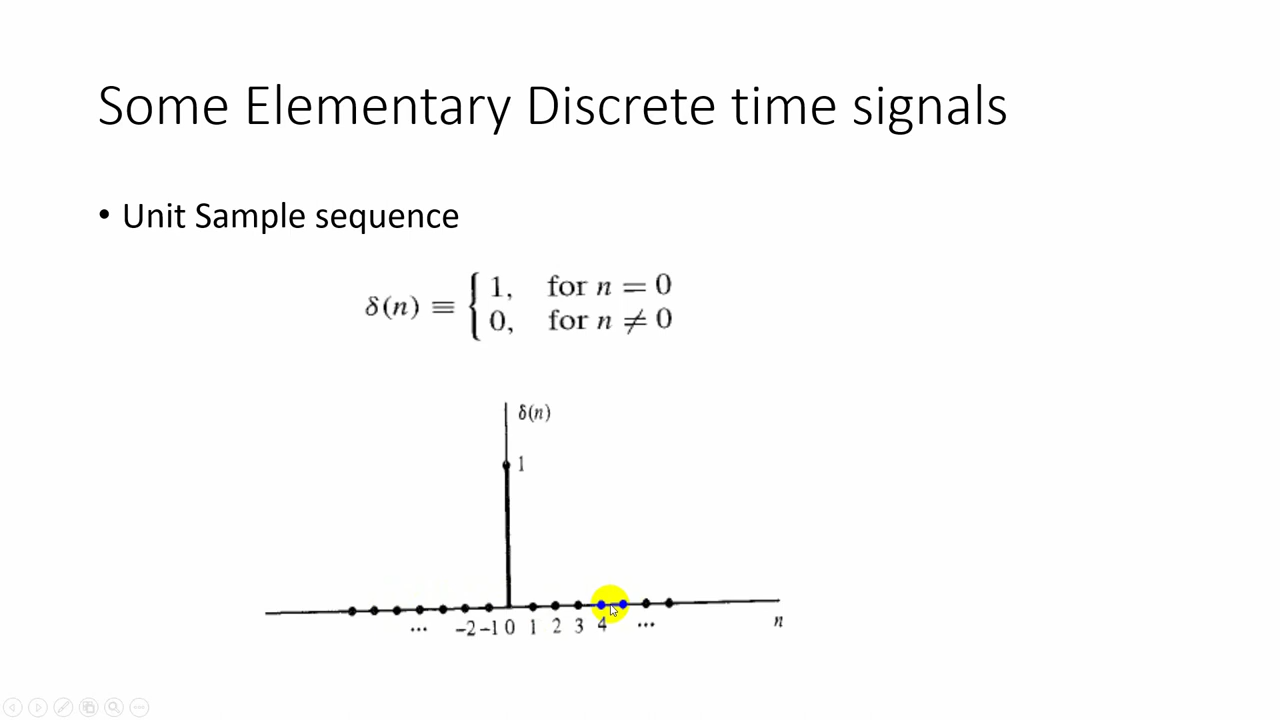 Some Elementary Discrete time signals
• Unit Sample sequence
δ(n) ≡ { 1, for n = 0
0, for n ≠ 0
δ(n)
1
... −2 −1 0 1 2 3 4 ... n